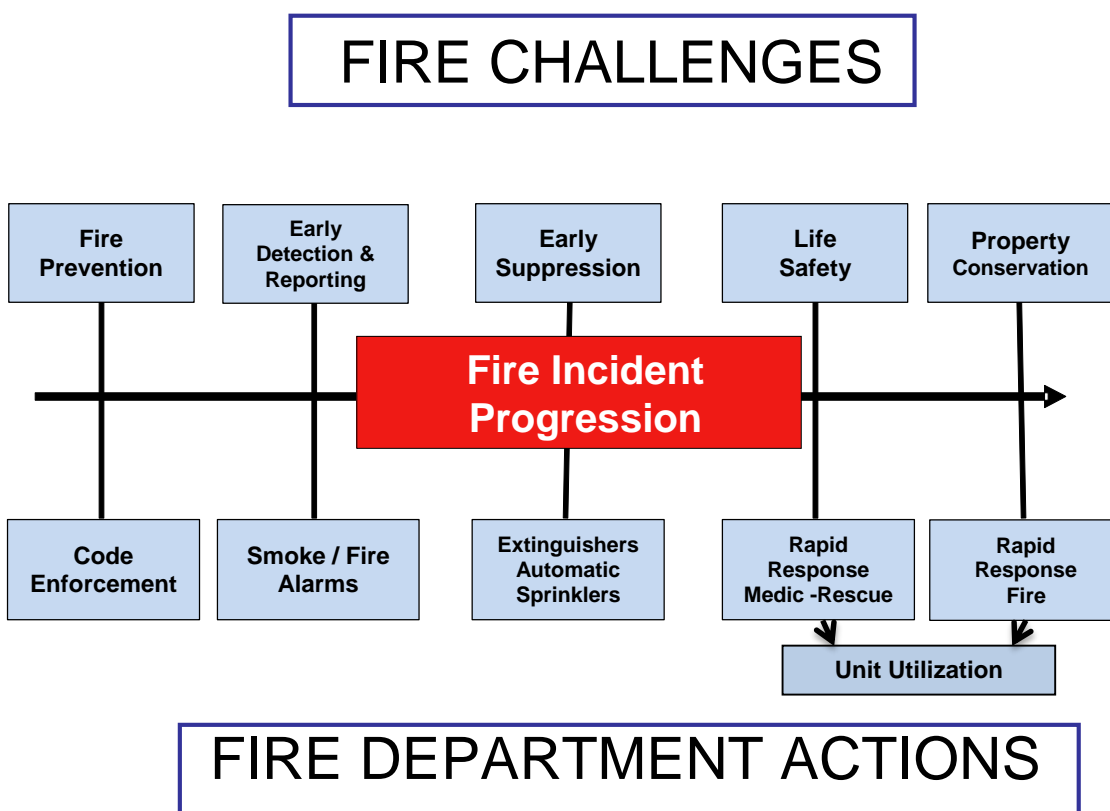 FIRE CHALLENGES
Fire
Prevention
Early
Detection &
Reporting
Early
Suppression
Life
Safety
Property
Conservation
Fire Incident
Progression
Code
Enforcement
Smoke / Fire
Alarms
Extinguishers
Automatic
Sprinklers
Rapid
Response
Medic -Rescue
Rapid
Response
Fire
Unit Utilization
FIRE DEPARTMENT ACTIONS